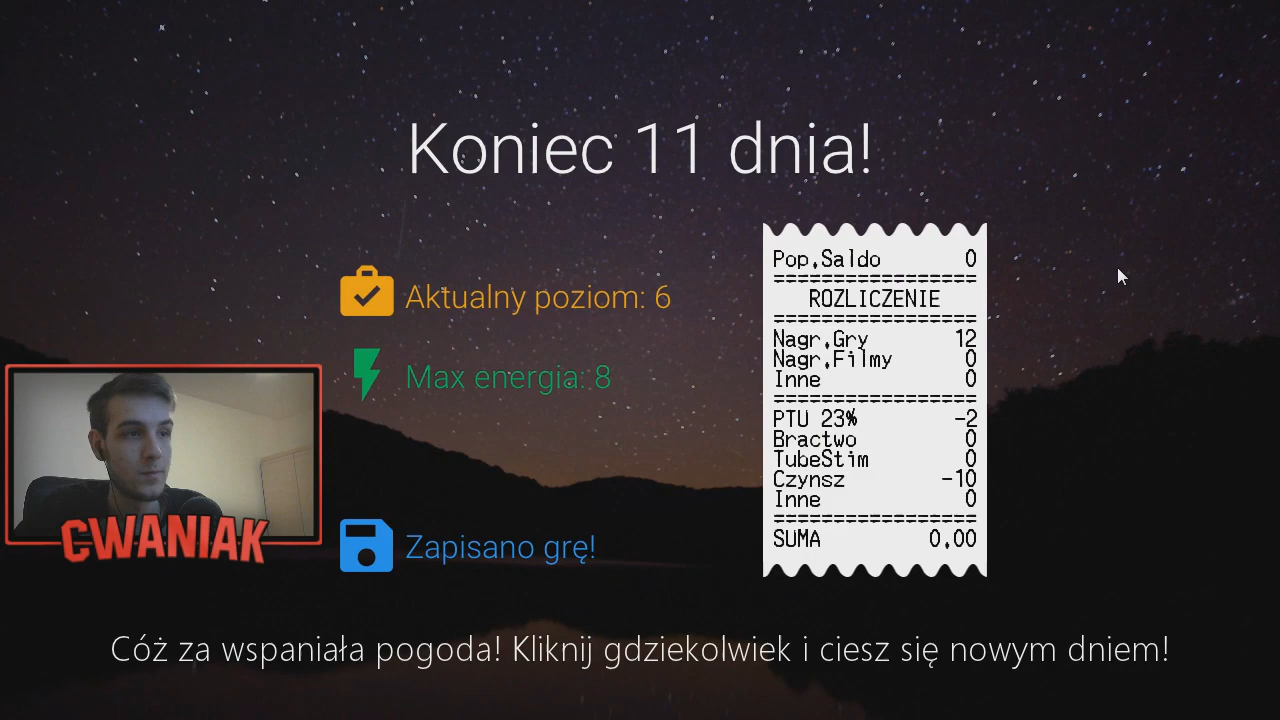 Koniec 11 dnia!
Aktualny poziom: 6
Max energia: 8
Zapisano grę!
Pop.Saldo 0
=================
ROZLICZENIE
=================
Nagr.Gry 12
Nagr.Filmy 0
Inne 0
=================
PTU 23% -2
Bractwo 0
TubeStim 0
Czynsz -10
Inne 0
=================
SUMA 0.00
CWANIAK
Cóż za wspaniała pogoda! Kliknij gdziekolwiek i ciesz się nowym dniem!